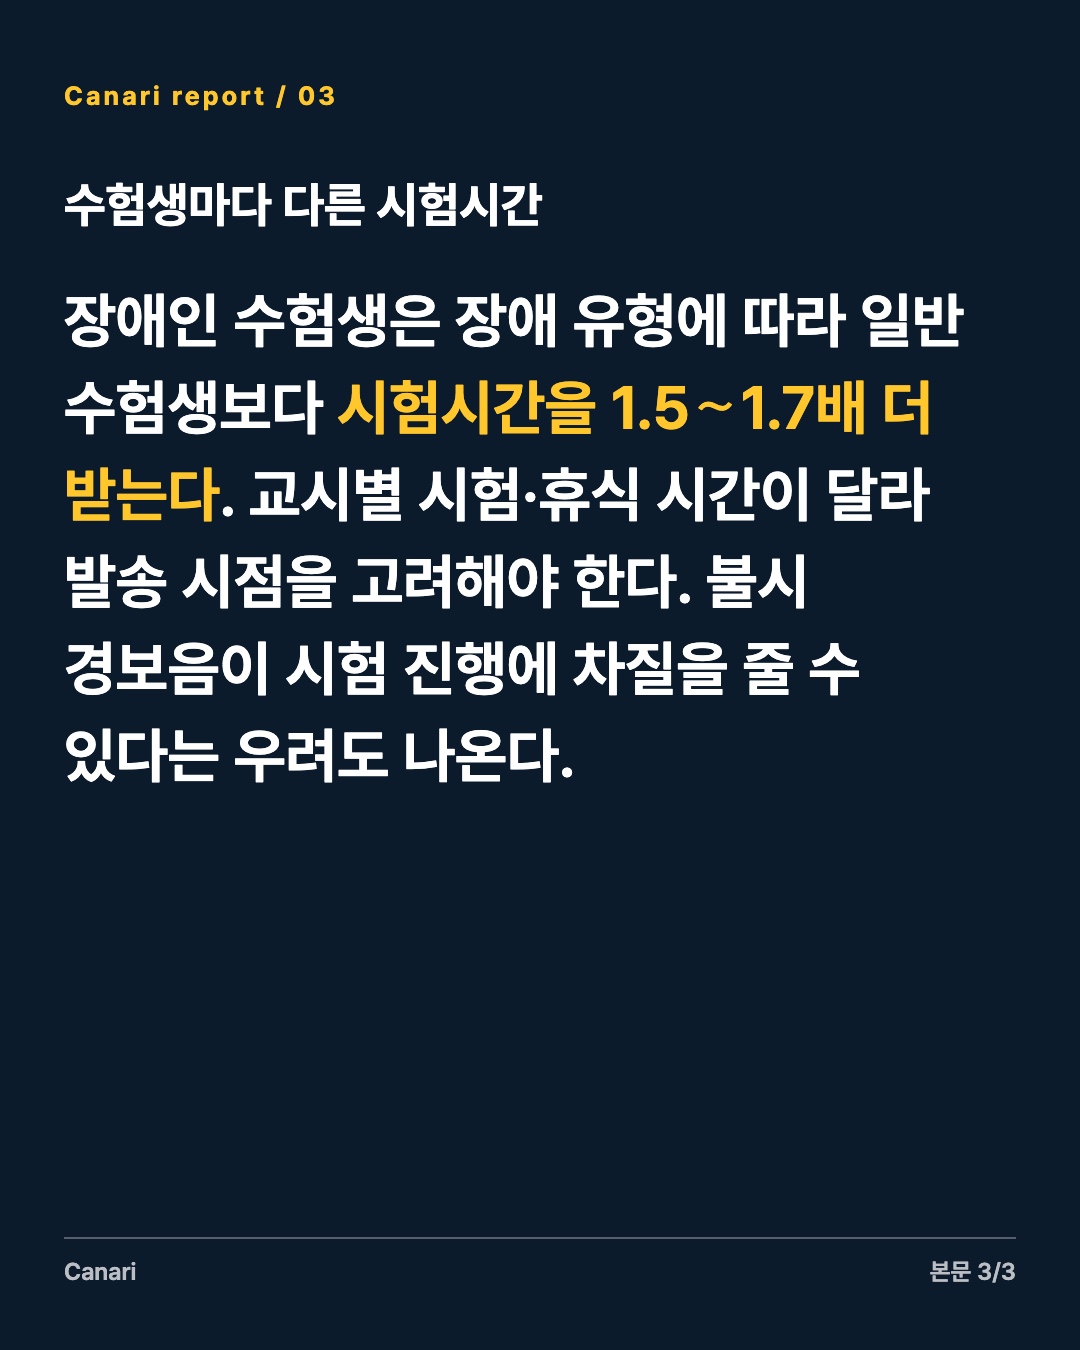 Canari report / 03
수험생마다 다른 시험시간
장애인 수험생은 장애 유형에 따라 일반
수험생보다 시험시간을 1.5~1.7배 더
받는다. 교시별 시험·휴식 시간이 달라
발송 시점을 고려해야 한다. 불시
경보음이 시험 진행에 차질을 줄 수
있다는 우려도 나온다.
Canari
본문 3/3